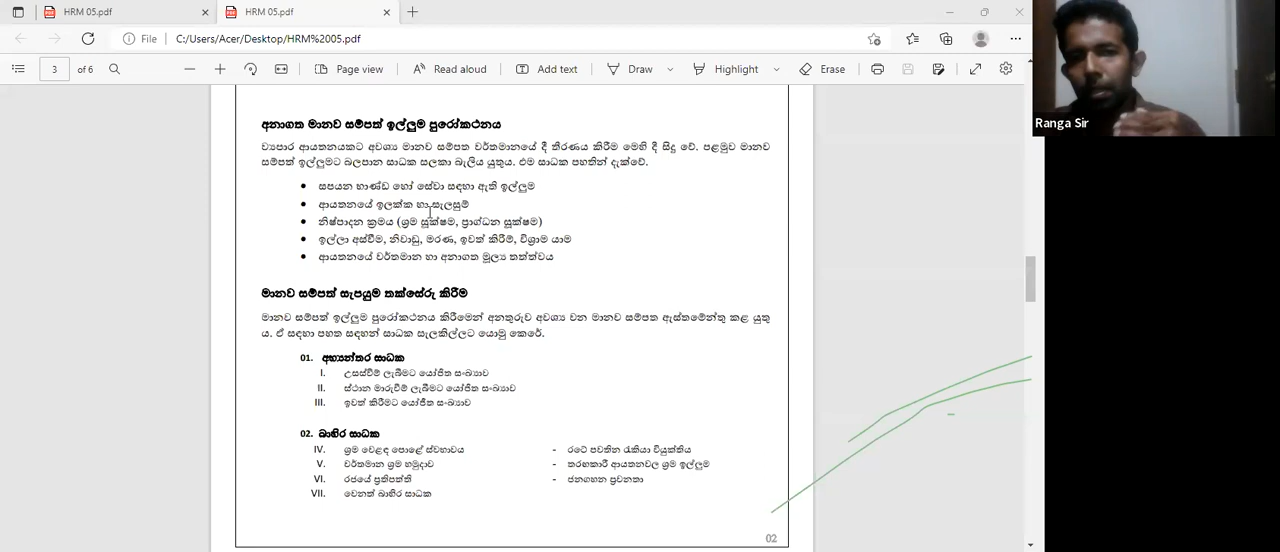 HRM 05.pdf
HRM 05.pdf
File C:/Users/Acer/Desktop/HRM%2005.pdf
3 of 6 Page view Read aloud Add text Draw Highlight Erase
Ranga Sir
අනාගත මානව සම්පත් ඉල්ලුම පුරෝකථනය
ව්‍යාපාර ආයතනයකට අවශ්‍ය මානව සම්පත වර්තමානයේ දී තීරණය කිරීම මෙහි දී සිදු වේ. පළමුව මානව
සම්පත් ඉල්ලුමට බලපාන සාධක සලකා බැලිය යුතුය. එම සාධක පහතින් දැක්වේ.
• සපයන භාණ්ඩ හෝ සේවා සඳහා ඇති ඉල්ලුම
• ආයතනයේ ඉලක්ක හා සැලසුම්
• නිෂ්පාදන ක්‍රමය (ශ්‍රම සූක්ෂම, ප්‍රාග්ධන සූක්ෂම)
• ඉල්ලා අස්වීම, නිවාඩු, මරණ, ඉවත් කිරීම්, විශ්‍රාම යාම
• ආයතනයේ වර්තමාන හා අනාගත මූල්‍ය තත්ත්වය
මානව සම්පත් සැපයුම තක්සේරු කිරීම
මානව සම්පත් ඉල්ලුම පුරෝකථනය කිරීමෙන් අනතුරුව අවශ්‍ය වන මානව සම්පත ඇස්තමේන්තු කළ යුතු
ය. ඒ සඳහා පහත සඳහන් සාධක සැලකිල්ලට යොමු කෙරේ.
01. අභ්‍යන්තර සාධක
I. උසස්වීම් ලැබීමට යෝජිත සංඛ්‍යාව
II. ස්ථාන මාරුවීම් ලැබීමට යෝජිත සංඛ්‍යාව
III. ඉවත් කිරීමට යෝජිත සංඛ්‍යාව
02. බාහිර සාධක
IV. ශ්‍රම වෙළඳ පොළේ ස්වභාවය - රටේ පවතින රැකියා වියුක්තිය
V. වර්තමාන ශ්‍රම හමුදාව - තරඟකාරී ආයතනවල ශ්‍රම ඉල්ලුම
VI. රජයේ ප්‍රතිපත්ති - ජනගහන ප්‍රවනතා
VII. වෙනත් බාහිර සාධක
02